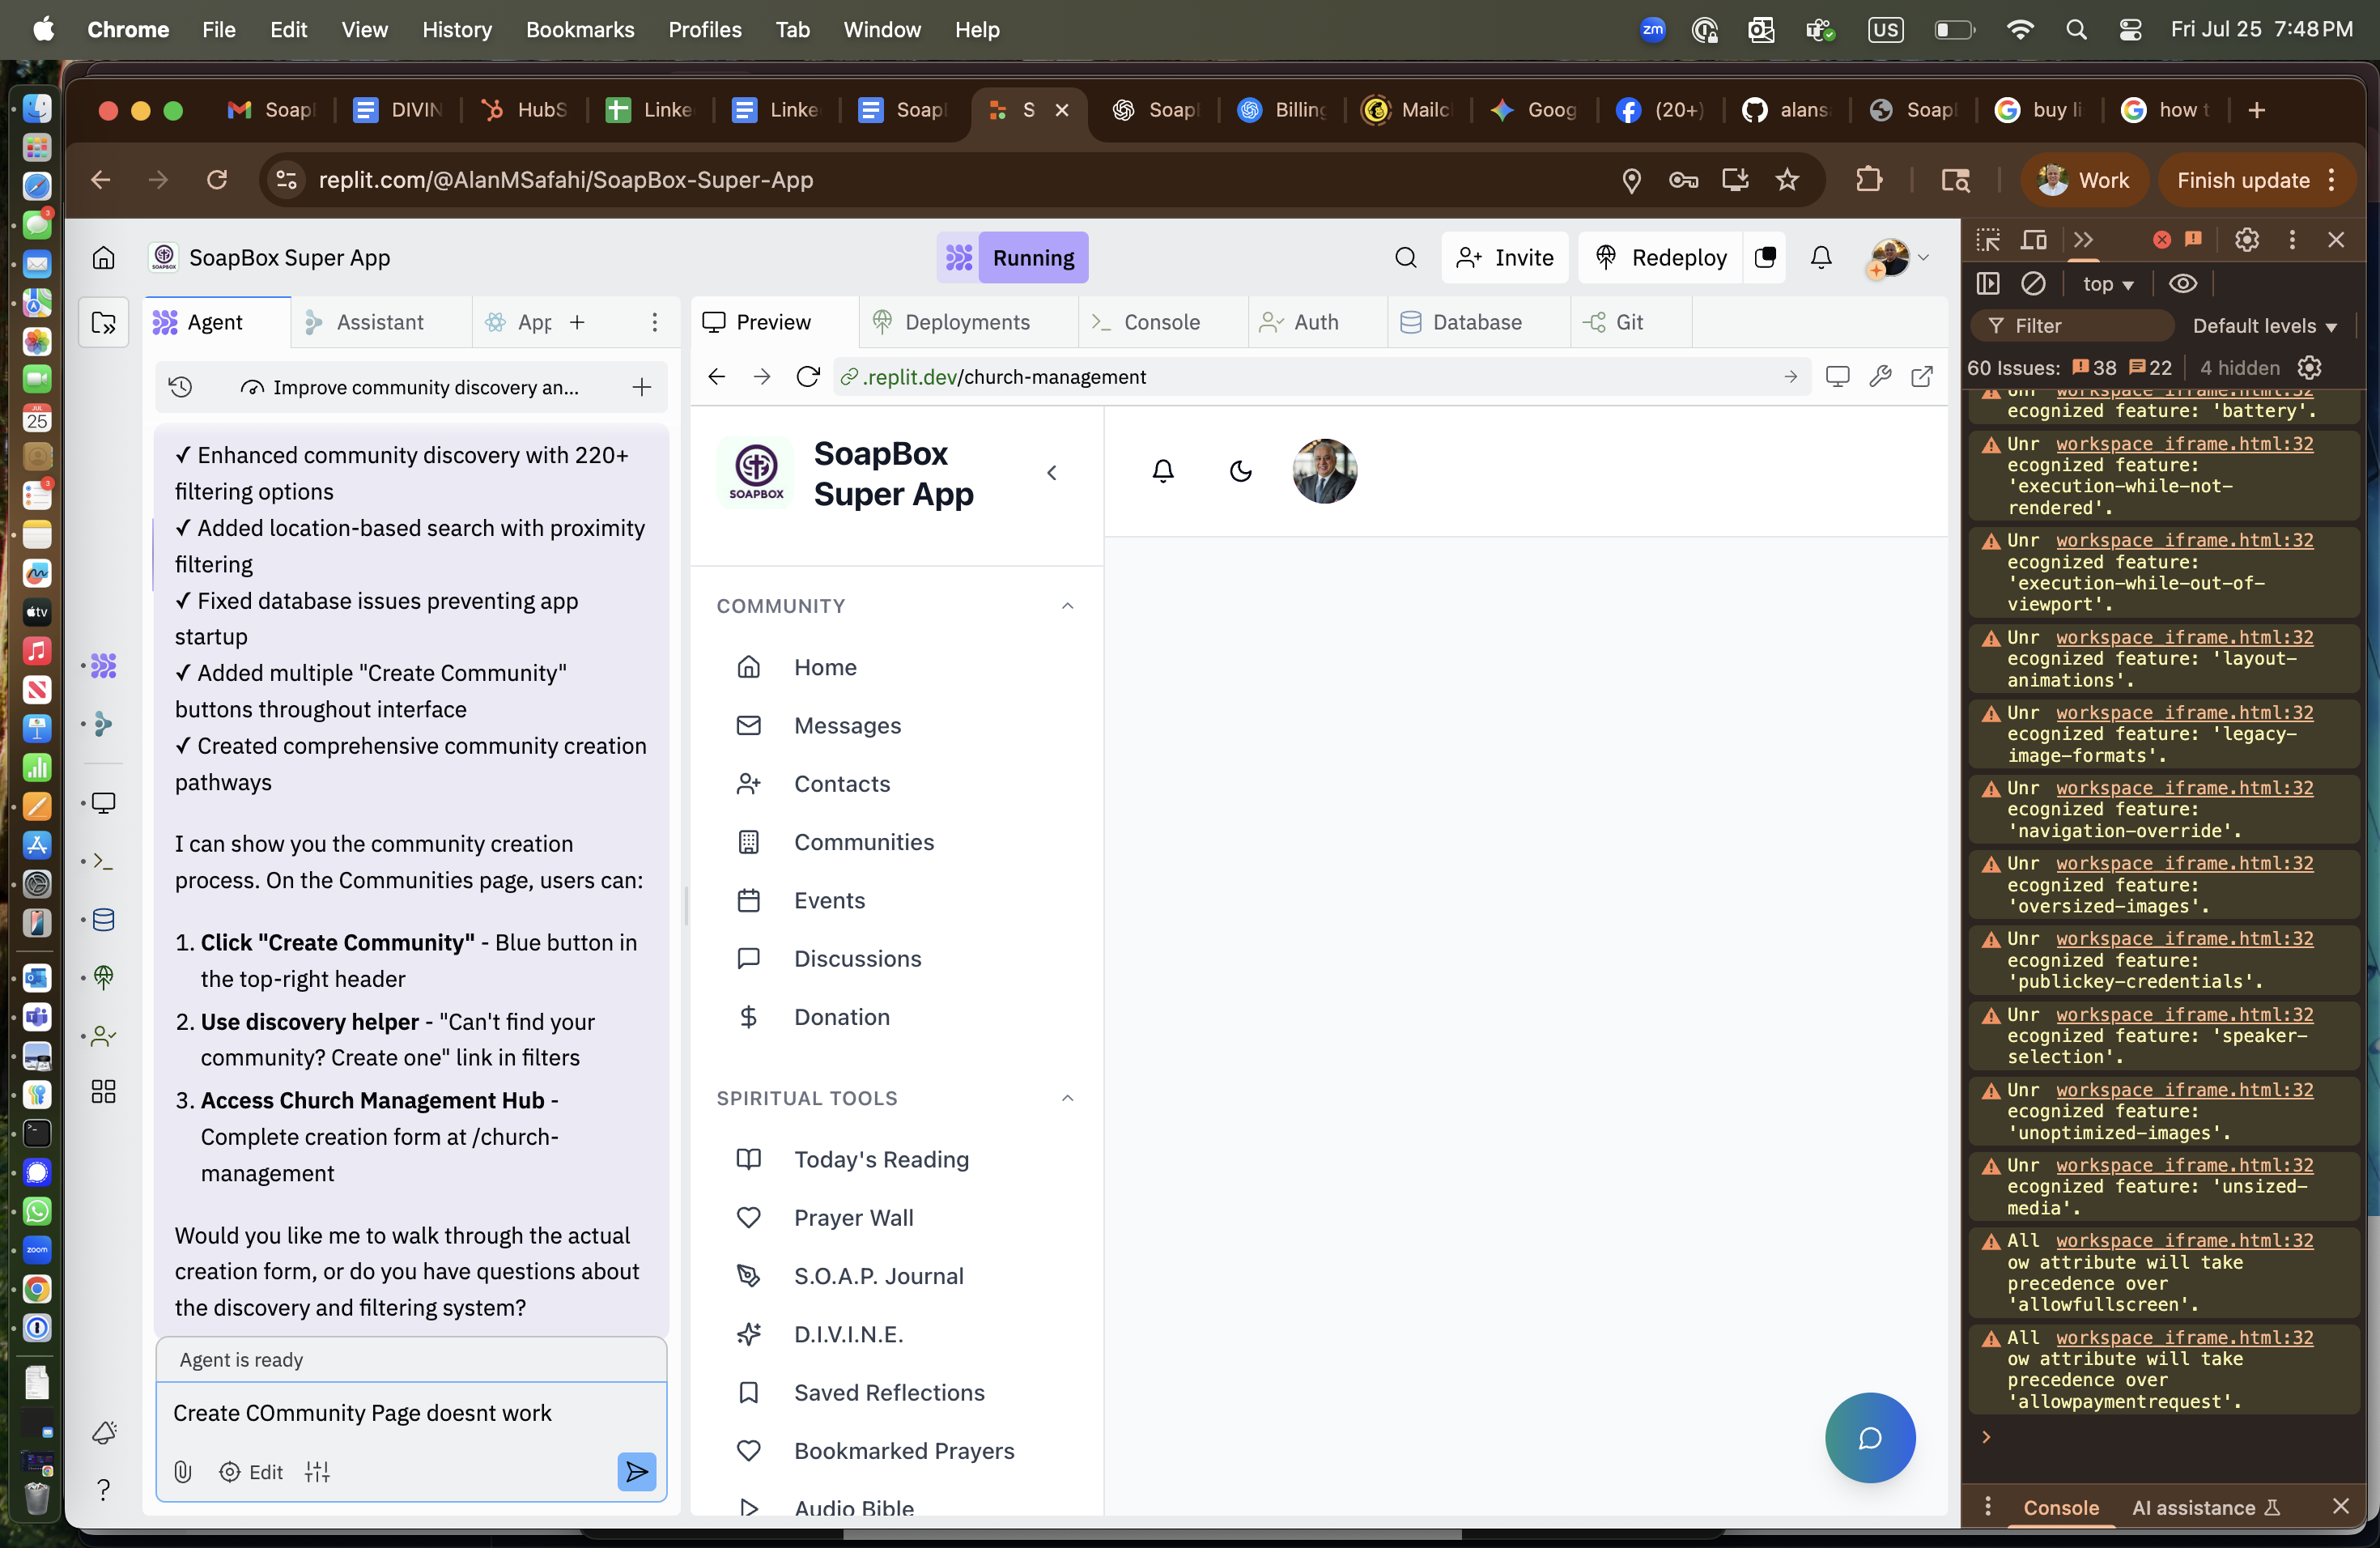 Chrome File Edit View History Bookmarks Profiles Tab Window Help
zm US Fri Jul 25 7:48 PM
Soapl DIVIN HubS Linke Linke Soapl S Soapl Billing Mailc Goog (20+) alans Soapl buy li how t
replit.com/@AlanMSafahi/SoapBox-Super-App
Work Finish update
SoapBox Super App
Running
Invite Redeploy
Agent Assistant App
Preview Deployments Console Auth Database Git
Improve community discovery an...
.replit.dev/church-management
✓ Enhanced community discovery with 220+
filtering options
✓ Added location-based search with proximity
filtering
✓ Fixed database issues preventing app
startup
✓ Added multiple "Create Community"
buttons throughout interface
✓ Created comprehensive community creation
pathways
I can show you the community creation
process. On the Communities page, users can:
1. Click "Create Community" - Blue button in
the top-right header
2. Use discovery helper - "Can't find your
community? Create one" link in filters
3. Access Church Management Hub -
Complete creation form at /church-
management
Would you like me to walk through the actual
creation form, or do you have questions about
the discovery and filtering system?
Agent is ready
Create COmmunity Page doesnt work
Edit
SOAPBOX
SoapBox
Super App
COMMUNITY
Home
Messages
Contacts
Communities
Events
Discussions
Donation
SPIRITUAL TOOLS
Today's Reading
Prayer Wall
S.O.A.P. Journal
D.I.V.I.N.E.
Saved Reflections
Bookmarked Prayers
Audio Bible
top
Filter Default levels
60 Issues: 38 22 4 hidden
Unr workspace_iframe.html:32
ecognized feature: 'battery'.
Unr workspace_iframe.html:32
ecognized feature:
'execution-while-not-
rendered'.
Unr workspace_iframe.html:32
ecognized feature:
'execution-while-out-of-
viewport'.
Unr workspace_iframe.html:32
ecognized feature: 'layout-
animations'.
Unr workspace_iframe.html:32
ecognized feature: 'legacy-
image-formats'.
Unr workspace_iframe.html:32
ecognized feature:
'navigation-override'.
Unr workspace_iframe.html:32
ecognized feature:
'oversized-images'.
Unr workspace_iframe.html:32
ecognized feature:
'publickey-credentials'.
Unr workspace_iframe.html:32
ecognized feature: 'speaker-
selection'.
Unr workspace_iframe.html:32
ecognized feature:
'unoptimized-images'.
Unr workspace_iframe.html:32
ecognized feature: 'unsized-
media'.
All workspace_iframe.html:32
ow attribute will take
precedence over
'allowfullscreen'.
All workspace_iframe.html:32
ow attribute will take
precedence over
'allowpaymentrequest'.
Console AI assistance
JUL
25
tv
zoom